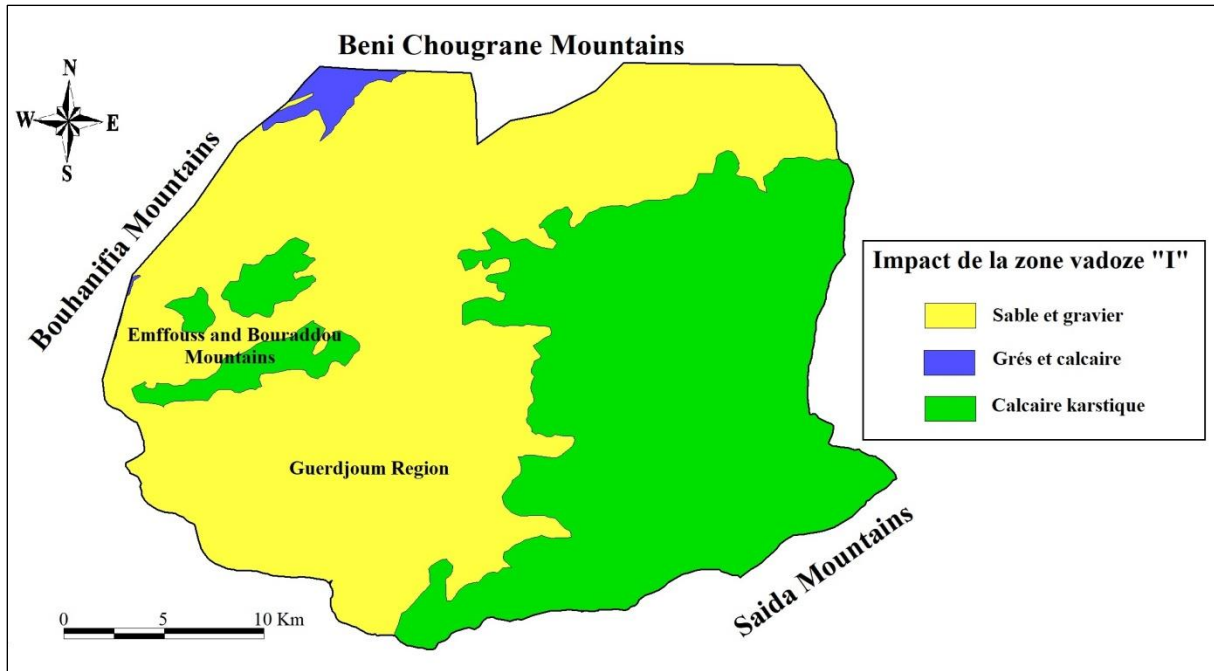 Beni Chougrane Mountains
N
W E
S
Bouhanifia Mountains
Impact de la zone vadoze "I"
Sable et gravier
Grés et calcaire
Calcaire karstique
Emffouss and Bouraddou
Mountains
Guerdjoum Region
Saida Mountains
0 5 10 Km